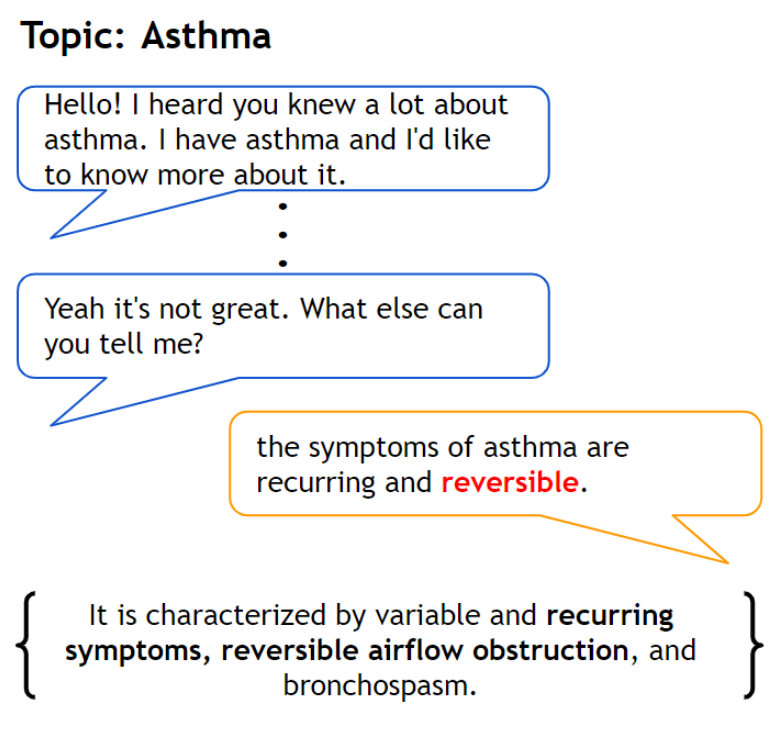 Topic: Asthma
Hello! I heard you knew a lot about
asthma. I have asthma and I'd like
to know more about it.
Yeah it's not great. What else can
you tell me?
the symptoms of asthma are
recurring and reversible.
It is characterized by variable and recurring
symptoms, reversible airflow obstruction, and
bronchospasm.